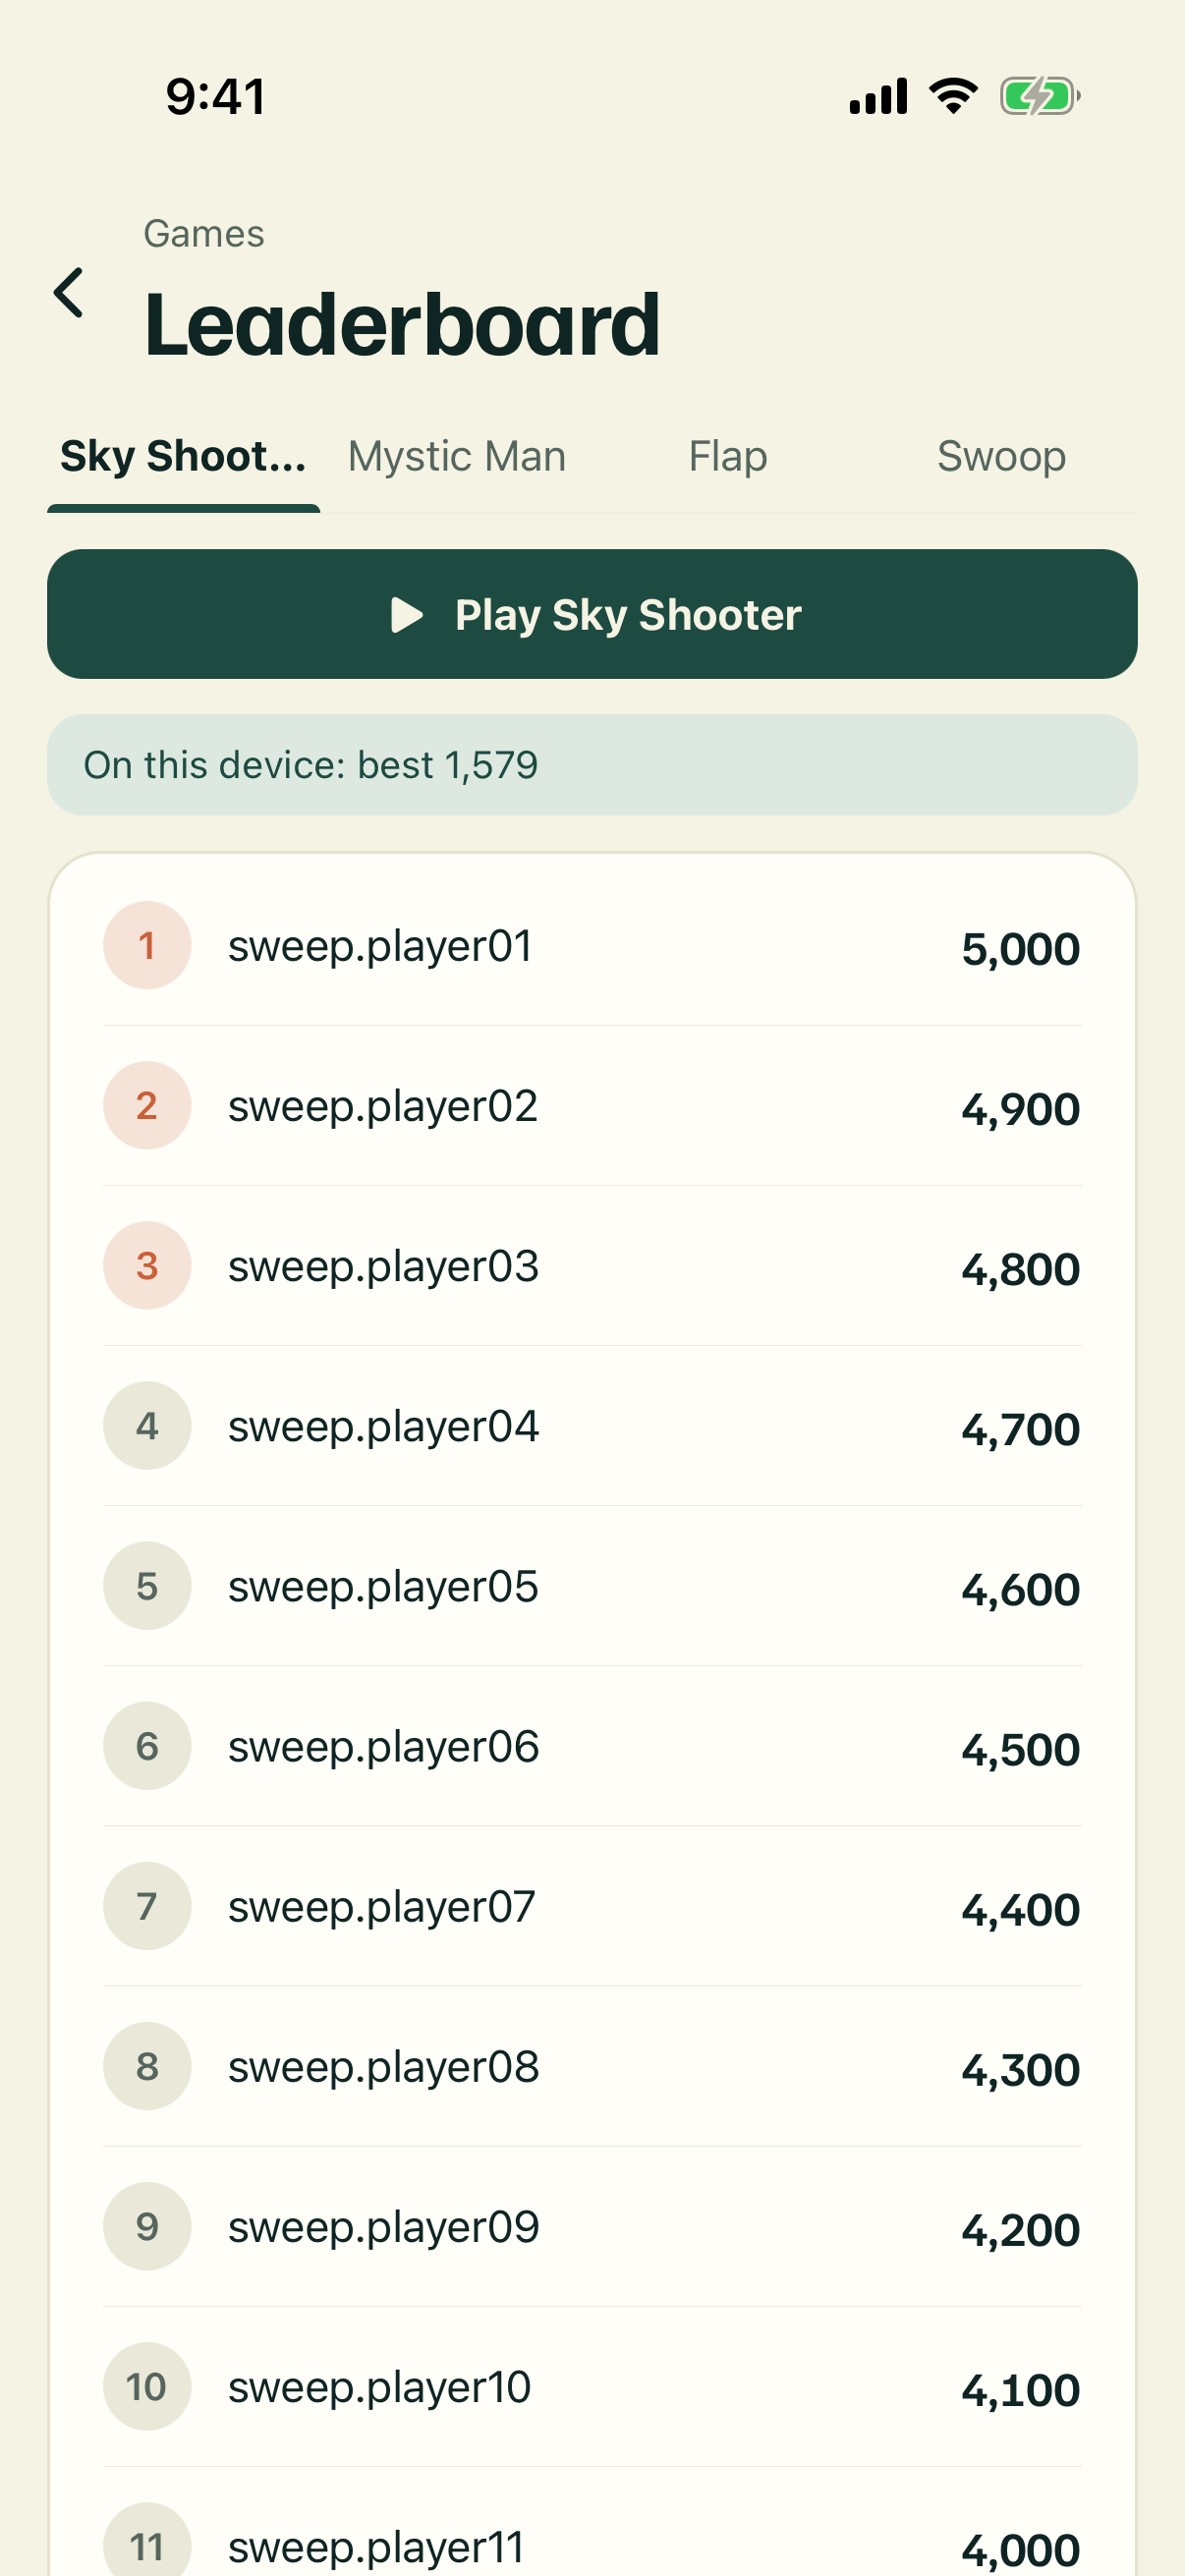 9:41
Games
Leaderboard
Sky Shoot... Mystic Man Flap Swoop
Play Sky Shooter
On this device: best 1,579
1 sweep.player01 5,000
2 sweep.player02 4,900
3 sweep.player03 4,800
4 sweep.player04 4,700
5 sweep.player05 4,600
6 sweep.player06 4,500
7 sweep.player07 4,400
8 sweep.player08 4,300
9 sweep.player09 4,200
10 sweep.player10 4,100
11 sweep.player11 4,000